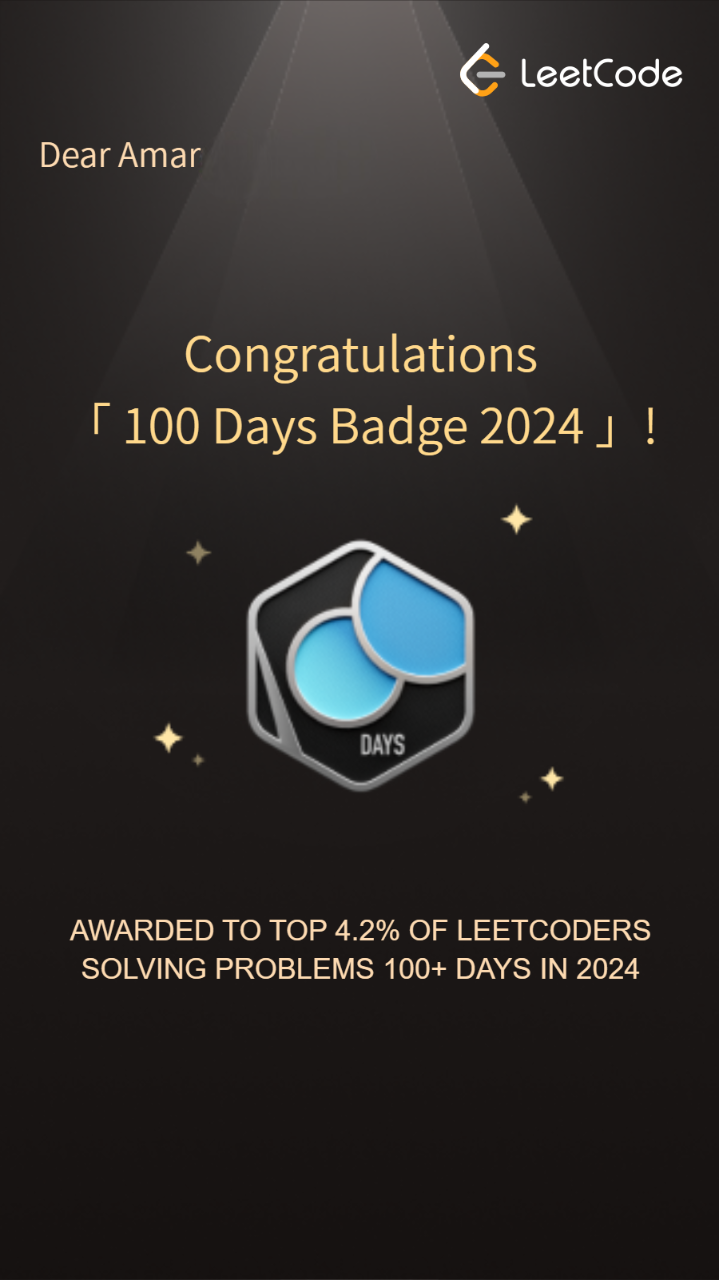 LeetCode
Dear Amar
Congratulations
「 100 Days Badge 2024 」!
DAYS
AWARDED TO TOP 4.2% OF LEETCODERS
SOLVING PROBLEMS 100+ DAYS IN 2024